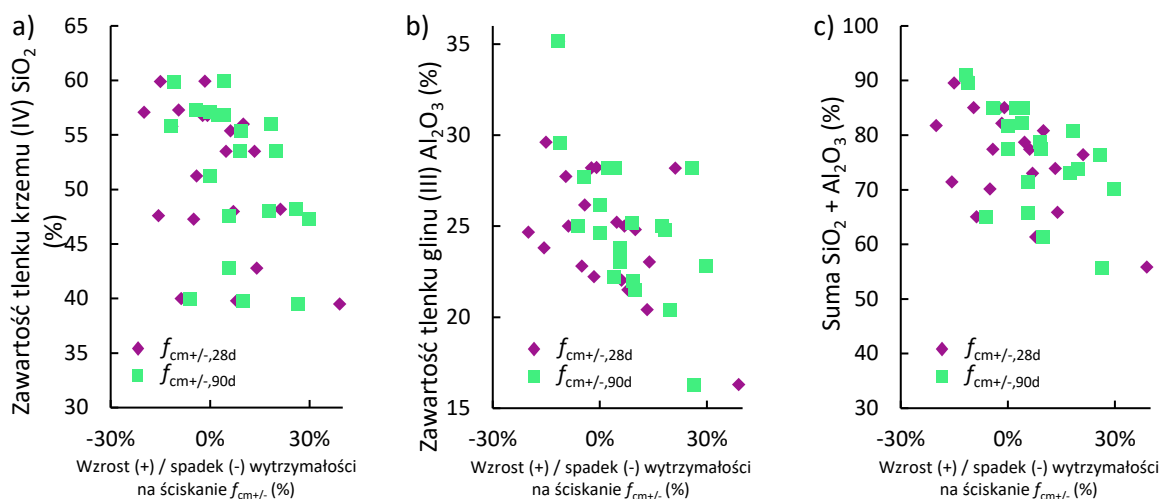 a)
Zawartość tlenku krzemu (IV) SiO2
(%)
65
60
55
50
45
40
35
30
fcm+/-,28d
fcm+/-,90d
-30%
0%
30%
Wzrost (+) / spadek (-) wytrzymałości
na ściskanie fcm+/- (%)
b)
Zawartość tlenku glinu (III) Al2O3 (%)
35
30
25
20
15
fcm+/-,28d
fcm+/-,90d
-30%
0%
30%
Wzrost (+) / spadek (-) wytrzymałości
na ściskanie fcm+/- (%)
c)
Suma SiO2 + Al2O3 (%)
100
90
80
70
60
50
40
30
fcm+/-,28d
fcm+/-,90d
-30%
0%
30%
Wzrost (+) / spadek (-) wytrzymałości
na ściskanie fcm+/- (%)